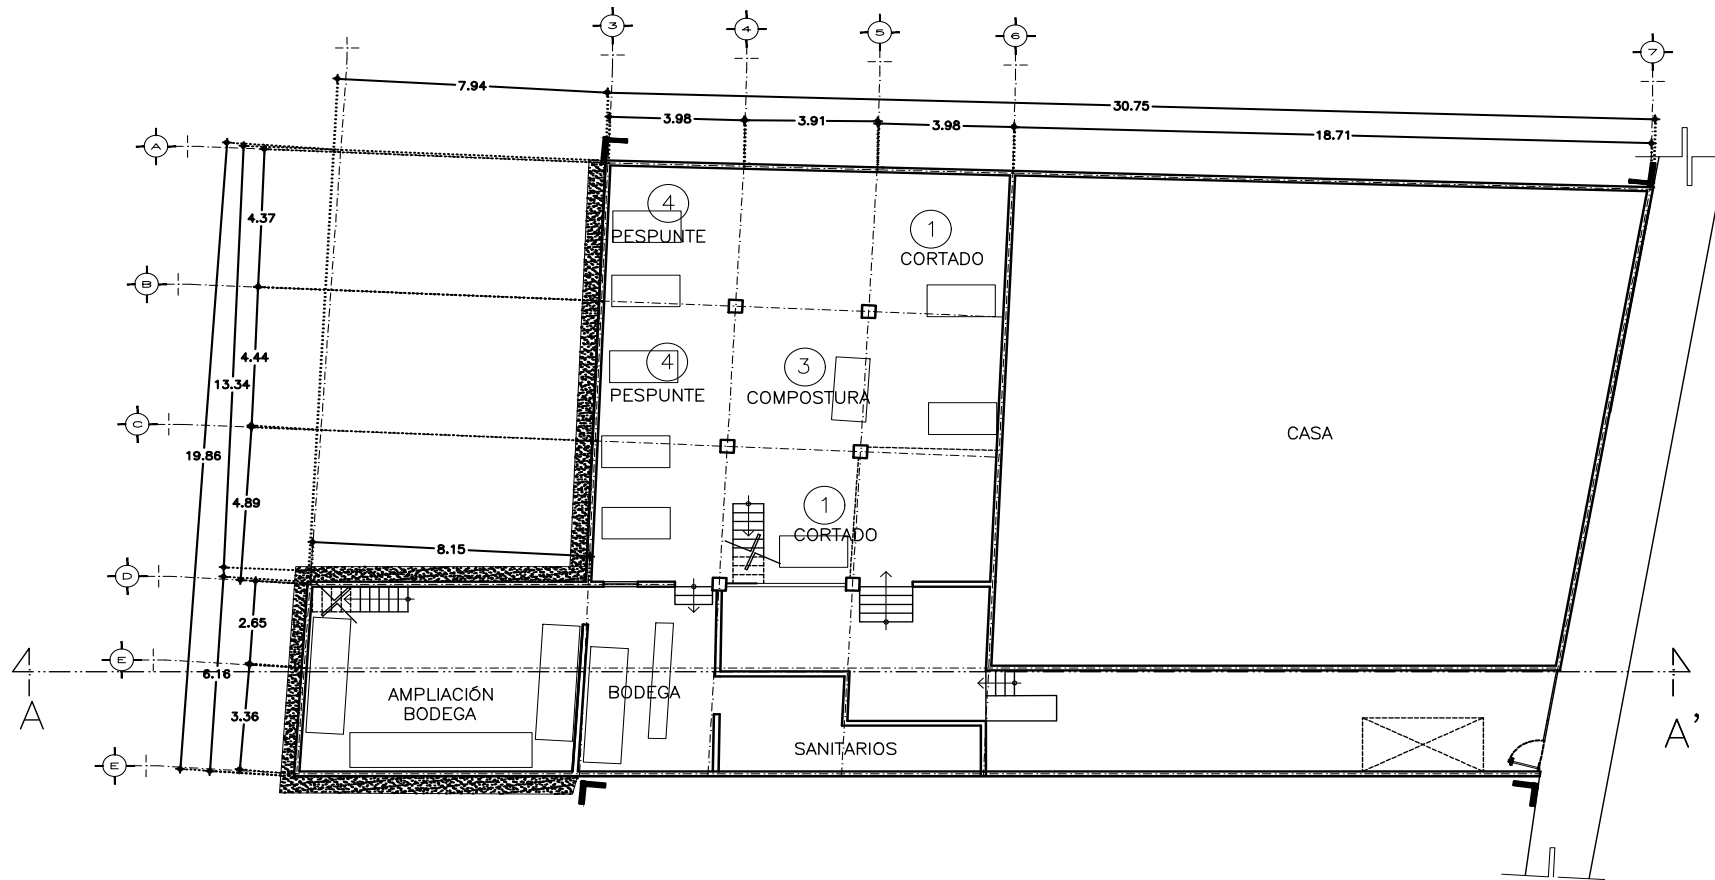 3
4
5
6
7
7.94
30.75
3.98
3.91
3.98
18.71
A
4.37
4
PESPUNTE
1
CORTADO
B
4.44
13.34
4
PESPUNTE
3
COMPOSTURA
C
CASA
19.86
4.89
1
CORTADO
8.15
D
2.65
E
6.16
AMPLIACIÓN
BODEGA
BODEGA
A
A'
3.36
SANITARIOS
E